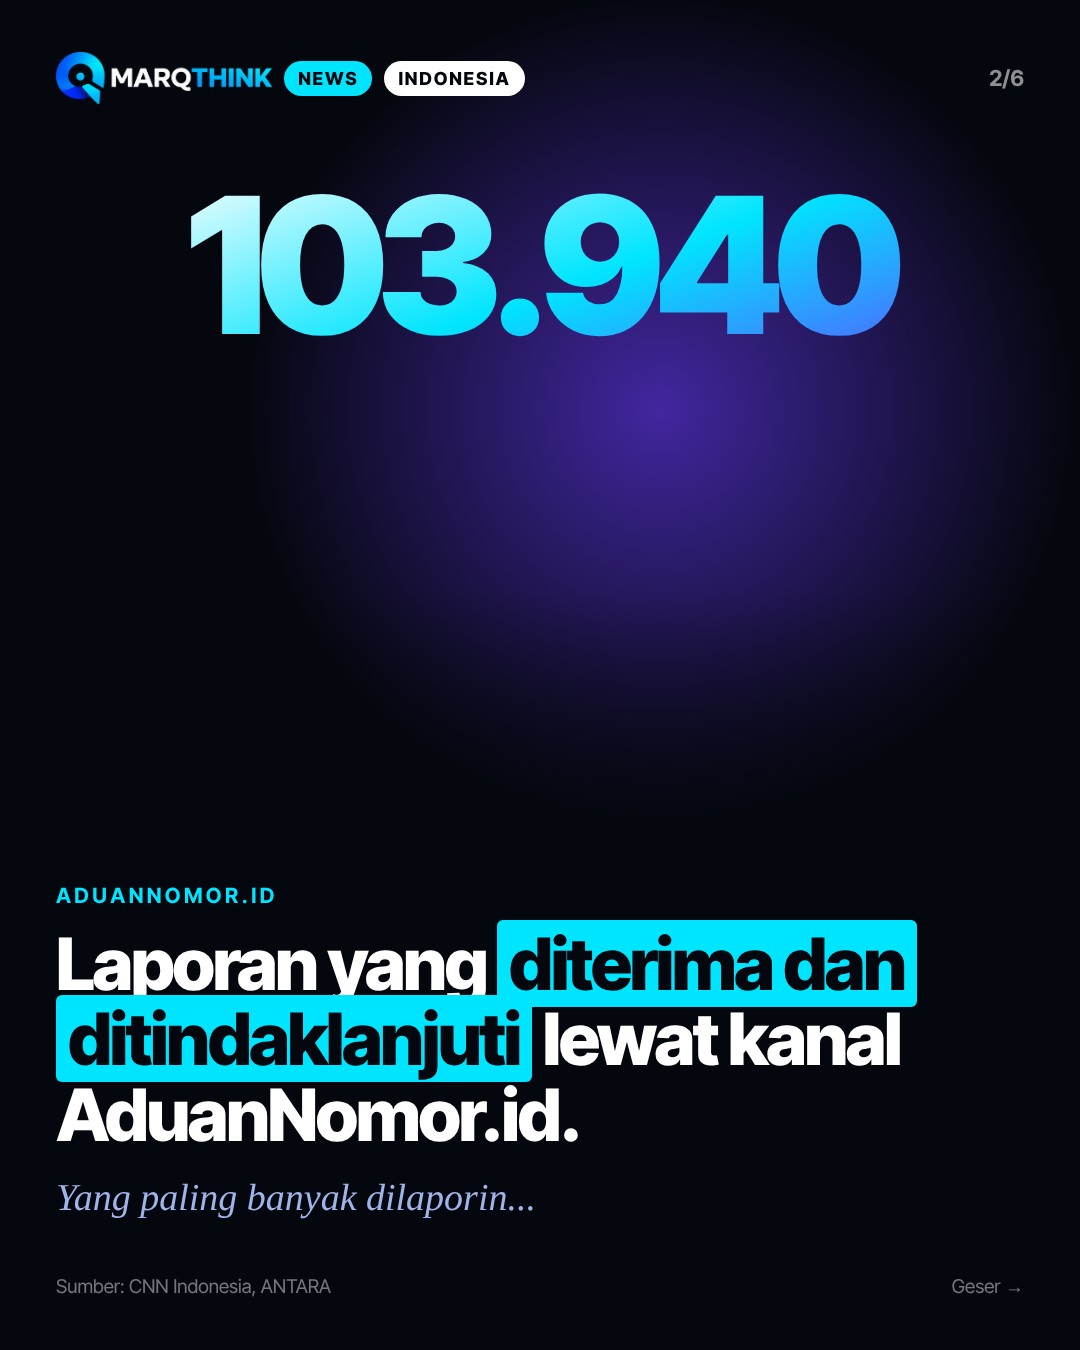 MARQTHINK NEWS INDONESIA 2/6
103.940
ADUANNOMOR.ID
Laporan yang diterima dan
ditindaklanjuti lewat kanal
AduanNomor.id.
Yang paling banyak dilaporin...
Sumber: CNN Indonesia, ANTARA Geser →